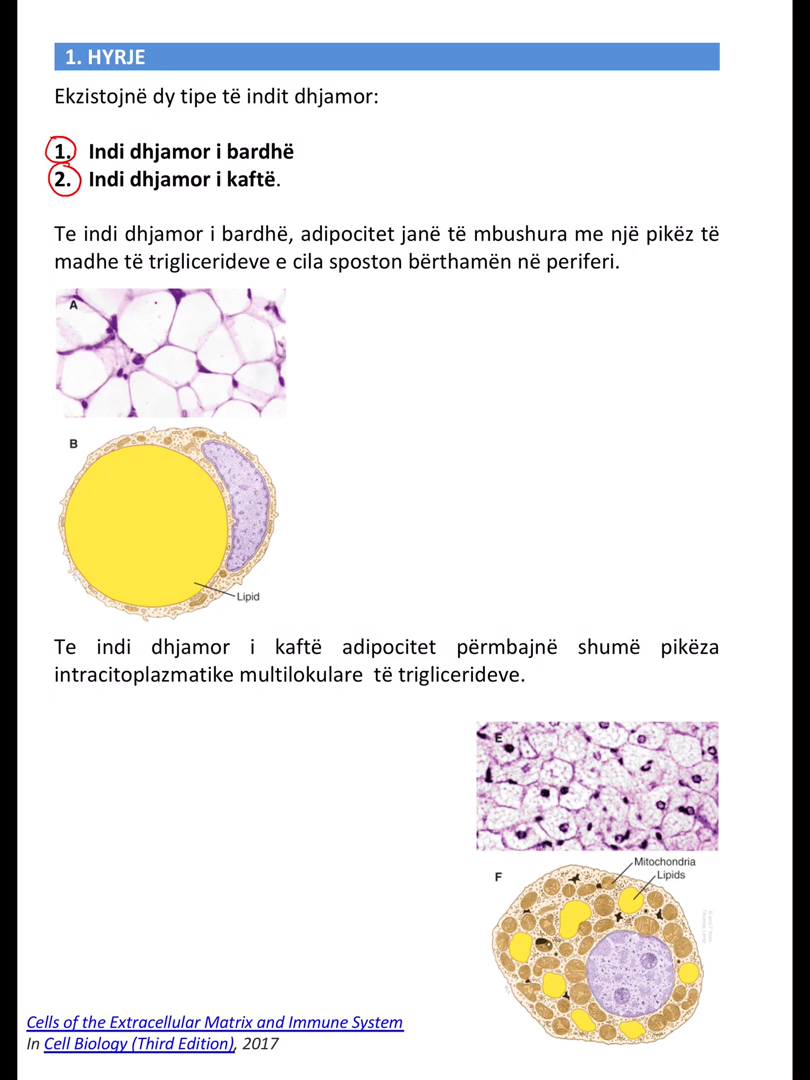 1. HYRJE
Ekzistojnë dy tipe të indit dhjamor:
1. Indi dhjamor i bardhë
2. Indi dhjamor i kaftë.
Te indi dhjamor i bardhë, adipocitet janë të mbushura me një pikëz të
madhe të triglicerideve e cila sposton bërthamën në periferi.
A
B
Lipid
Te indi dhjamor i kaftë adipocitet përmbajnë shumë pikëza
intracitoplazmatike multilokulare të triglicerideve.
E
Mitochondria
F
Lipids
Cells of the Extracellular Matrix and Immune System
In Cell Biology (Third Edition), 2017